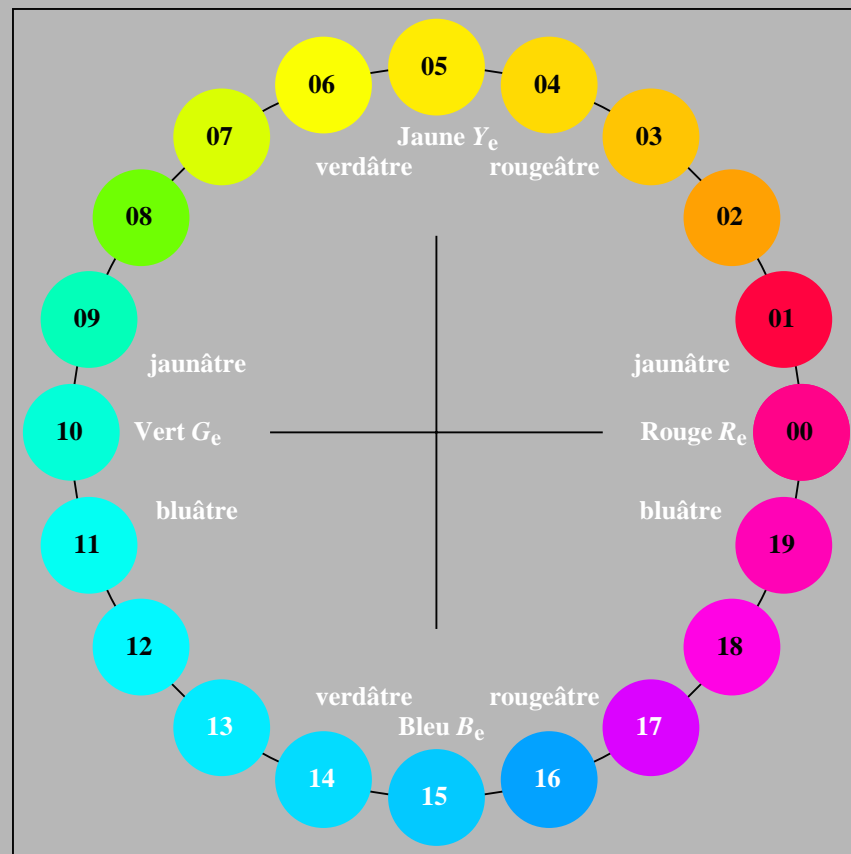 05
06 04
Jaune Ye
07 03
verdâtre rougeâtre
08 02
09 01
jaunâtre jaunâtre
10 Vert Ge Rouge Re 00
bluâtre bluâtre
11 19
12 18
verdâtre rougeâtre
13 Bleu Be 17
14 16
15